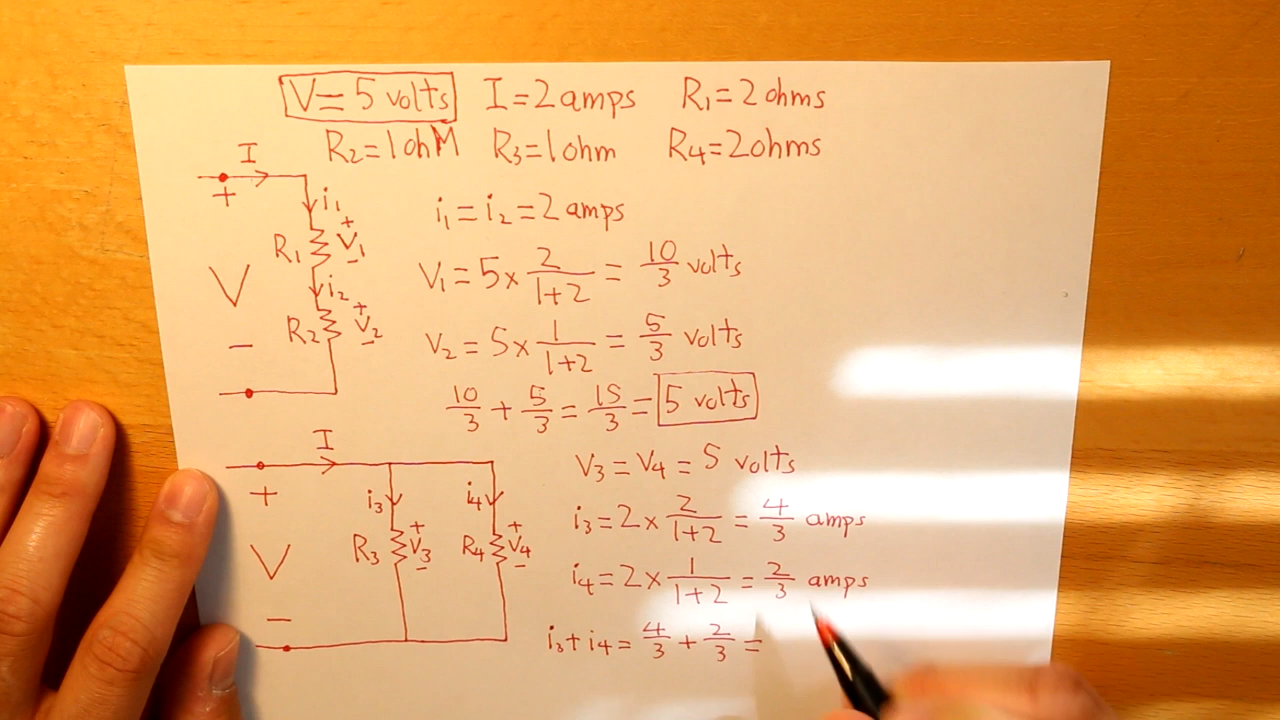 V = 5 volts I = 2 amps R₁ = 2 ohms
R₂ = 1 ohM R₃ = 1 ohm R₄ = 2 ohms
I
+
i₁
i₁ = i₂ = 2 amps
R₁ + V₁ −
V
i₂
V₁ = 5 × 2/(1+2) = 10/3 volts
R₂ + V₂ −
−
V₂ = 5 × 1/(1+2) = 5/3 volts
10/3 + 5/3 = 15/3 = 5 volts
I
+
V₃ = V₄ = 5 volts
i₃ i₄
i₃ = 2 × 2/(1+2) = 4/3 amps
V
R₃ + V₃ − R₄ + V₄ −
i₄ = 2 × 1/(1+2) = 2/3 amps
−
i₃ + i₄ = 4/3 + 2/3 =